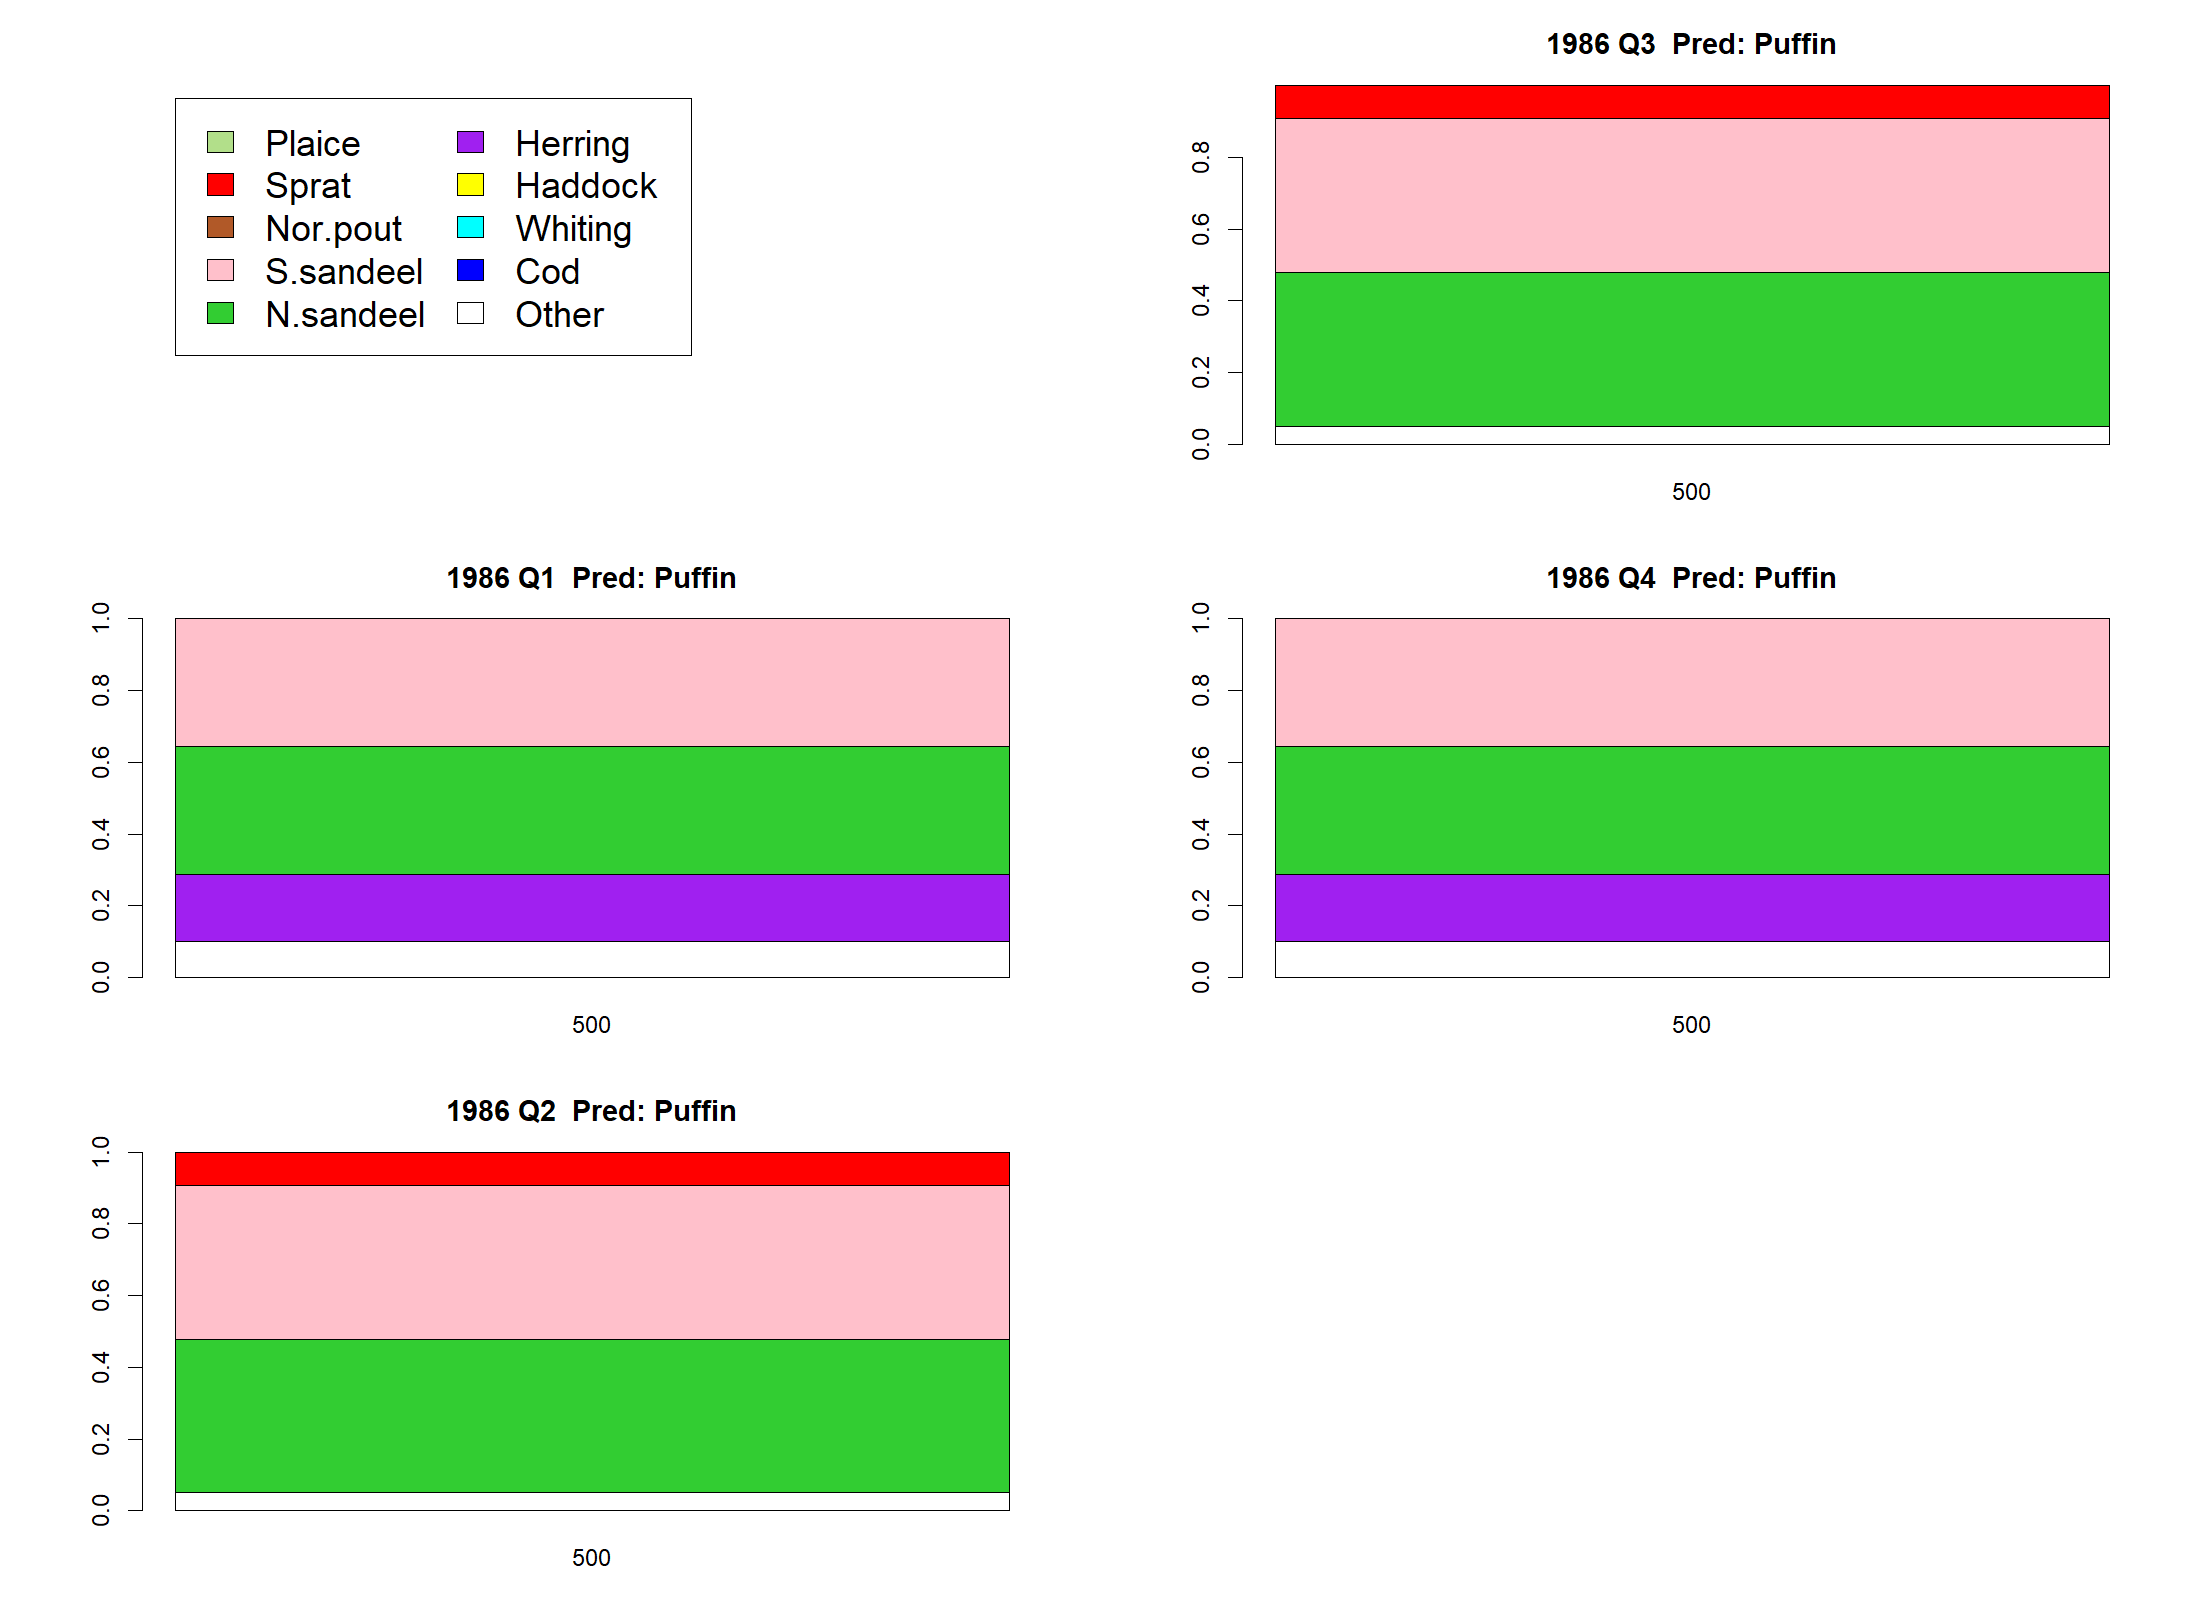 Plaice
Sprat
Nor.pout
S.sandeel
N.sandeel
Herring
Haddock
Whiting
Cod
Other
1986 Q3  Pred: Puffin
0.8
0.6
0.4
0.2
0.0
500
1986 Q1  Pred: Puffin
1.0
0.8
0.6
0.4
0.2
0.0
500
1986 Q4  Pred: Puffin
1.0
0.8
0.6
0.4
0.2
0.0
500
1986 Q2  Pred: Puffin
1.0
0.8
0.6
0.4
0.2
0.0
500